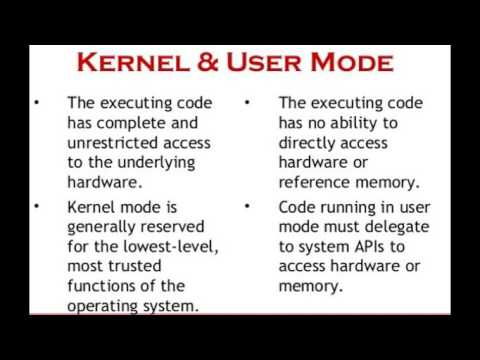 KERNEL & USER MODE
• The executing code
has complete and
unrestricted access
to the underlying
hardware.
• Kernel mode is
generally reserved
for the lowest-level,
most trusted
functions of the
operating system.
• The executing code
has no ability to
directly access
hardware or
reference memory.
• Code running in user
mode must delegate
to system APIs to
access hardware or
memory.